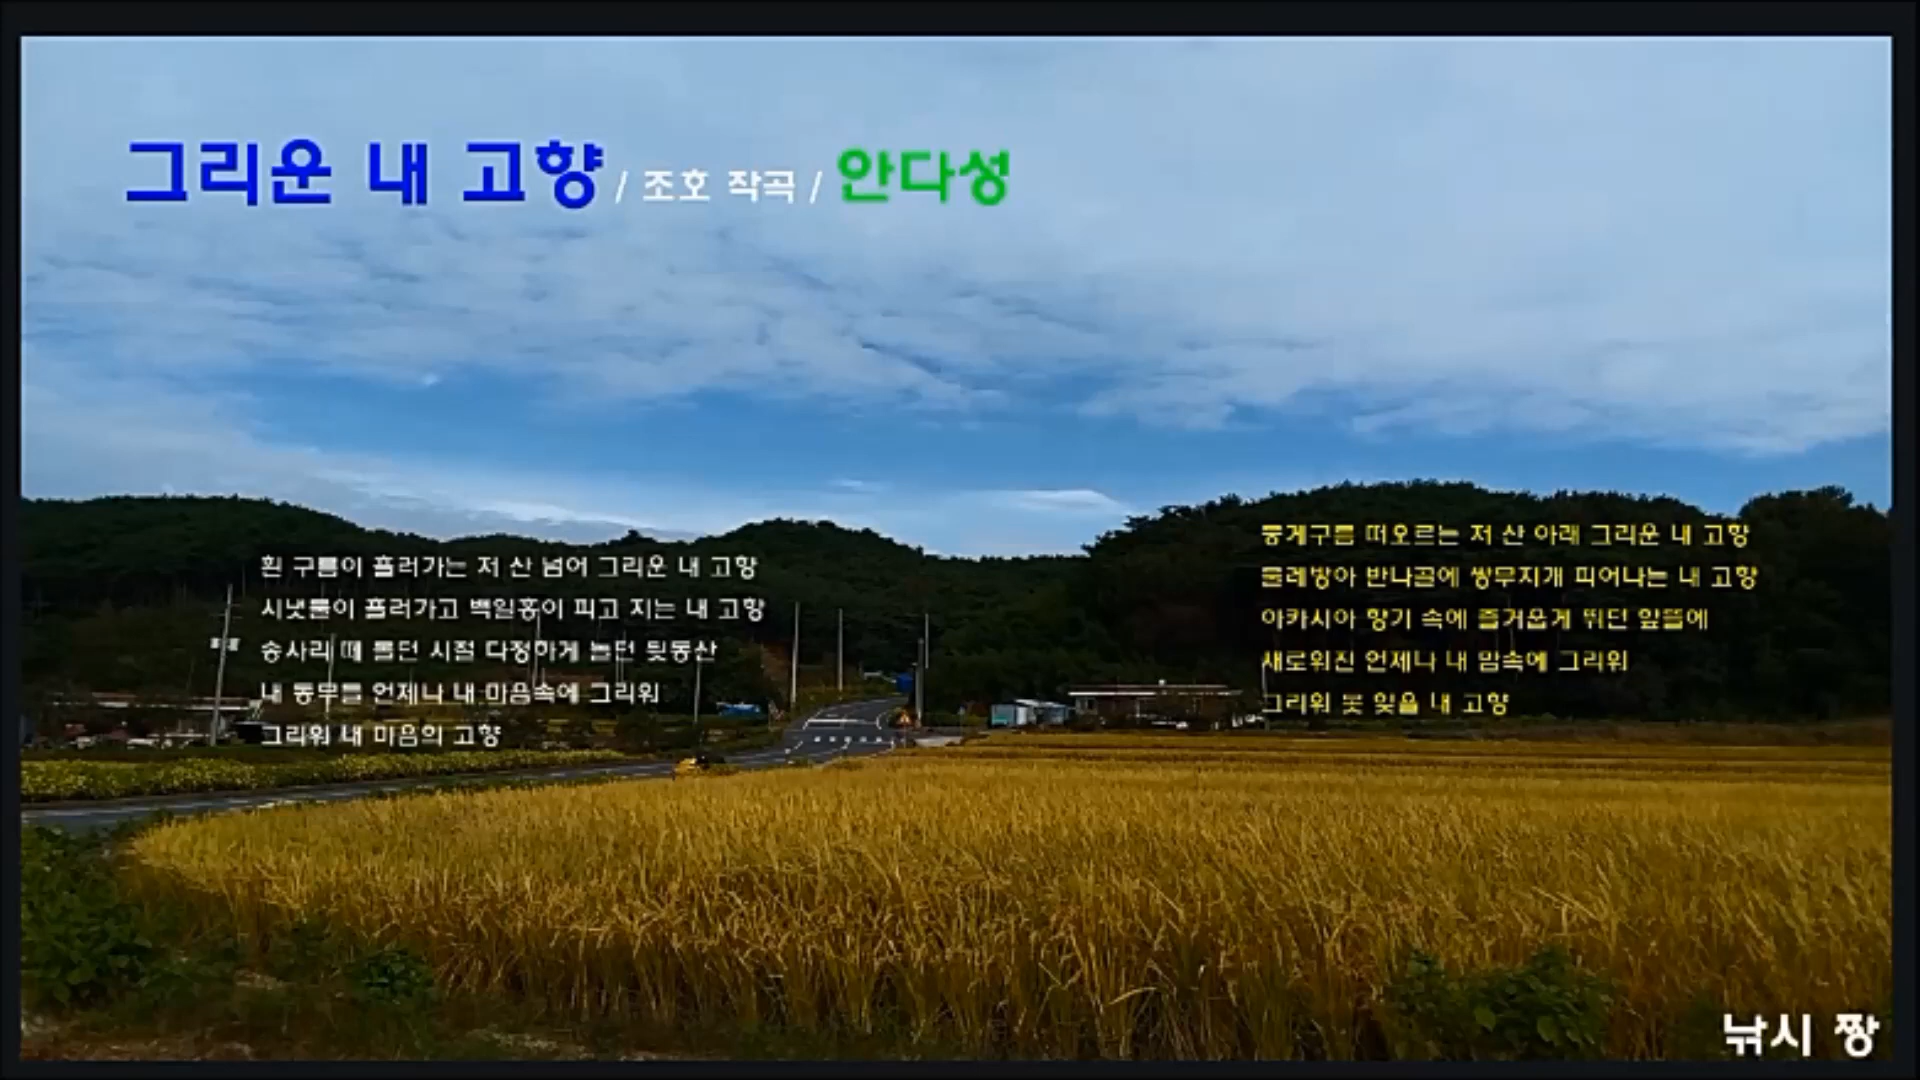 그리운 내 고향 / 조호 작곡 / 안다성
흰 구름이 흘러가는 저 산 넘어 그리운 내 고향
시냇물이 흘러가고 백일홍이 피고 지는 내 고향
송사리 떼 몰던 시절 다정하게 놀던 뒷동산
내 동무들 언제나 내 마음속에 그리워
그리워 내 마음의 고향
뭉게구름 떠오르는 저 산 아래 그리운 내 고향
물레방아 반나골에 쌍무지개 피어나는 내 고향
아카시아 향기 속에 즐거웁게 뛰던 앞뜰에
새로워진 언제나 내 맘속에 그리워
그리워 못 잊을 내 고향
낚시 짱